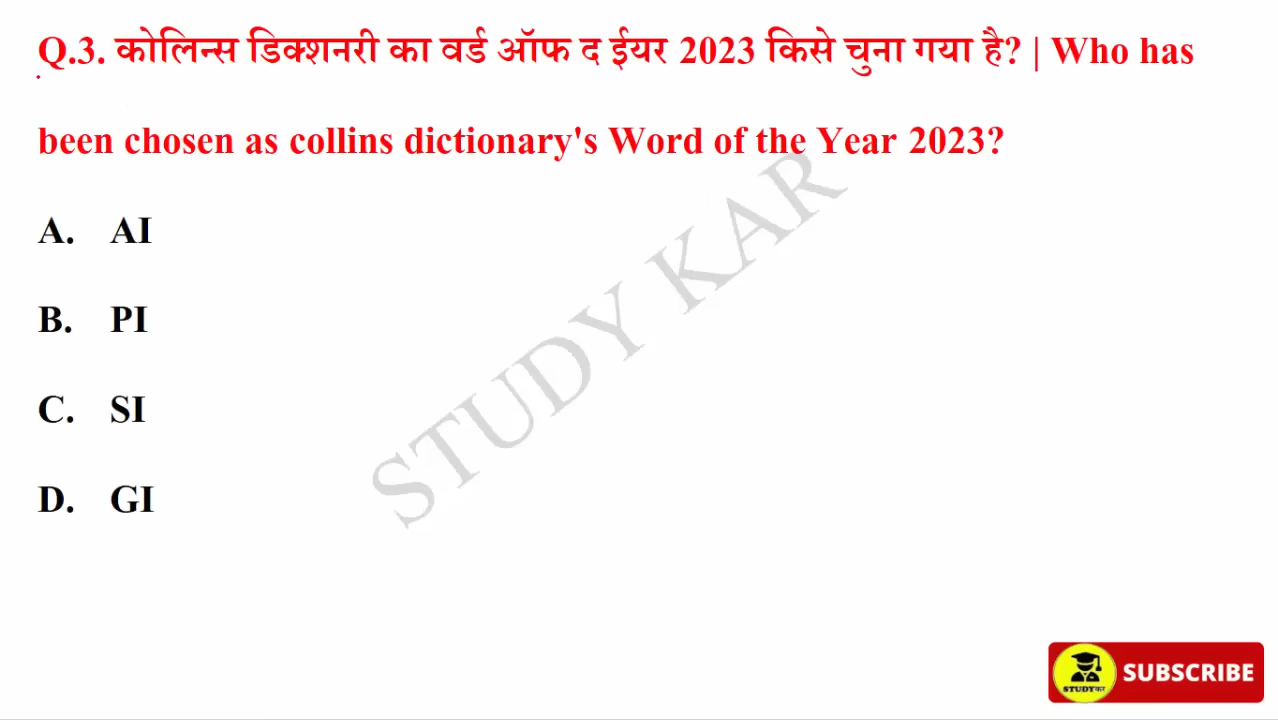 Q.3. कोलिन्स डिक्शनरी का वर्ड ऑफ द ईयर 2023 किसे चुना गया है? | Who has
been chosen as collins dictionary's Word of the Year 2023?
A. AI
B. PI
C. SI
D. GI
STUDY KAR
STUDYकर
SUBSCRIBE